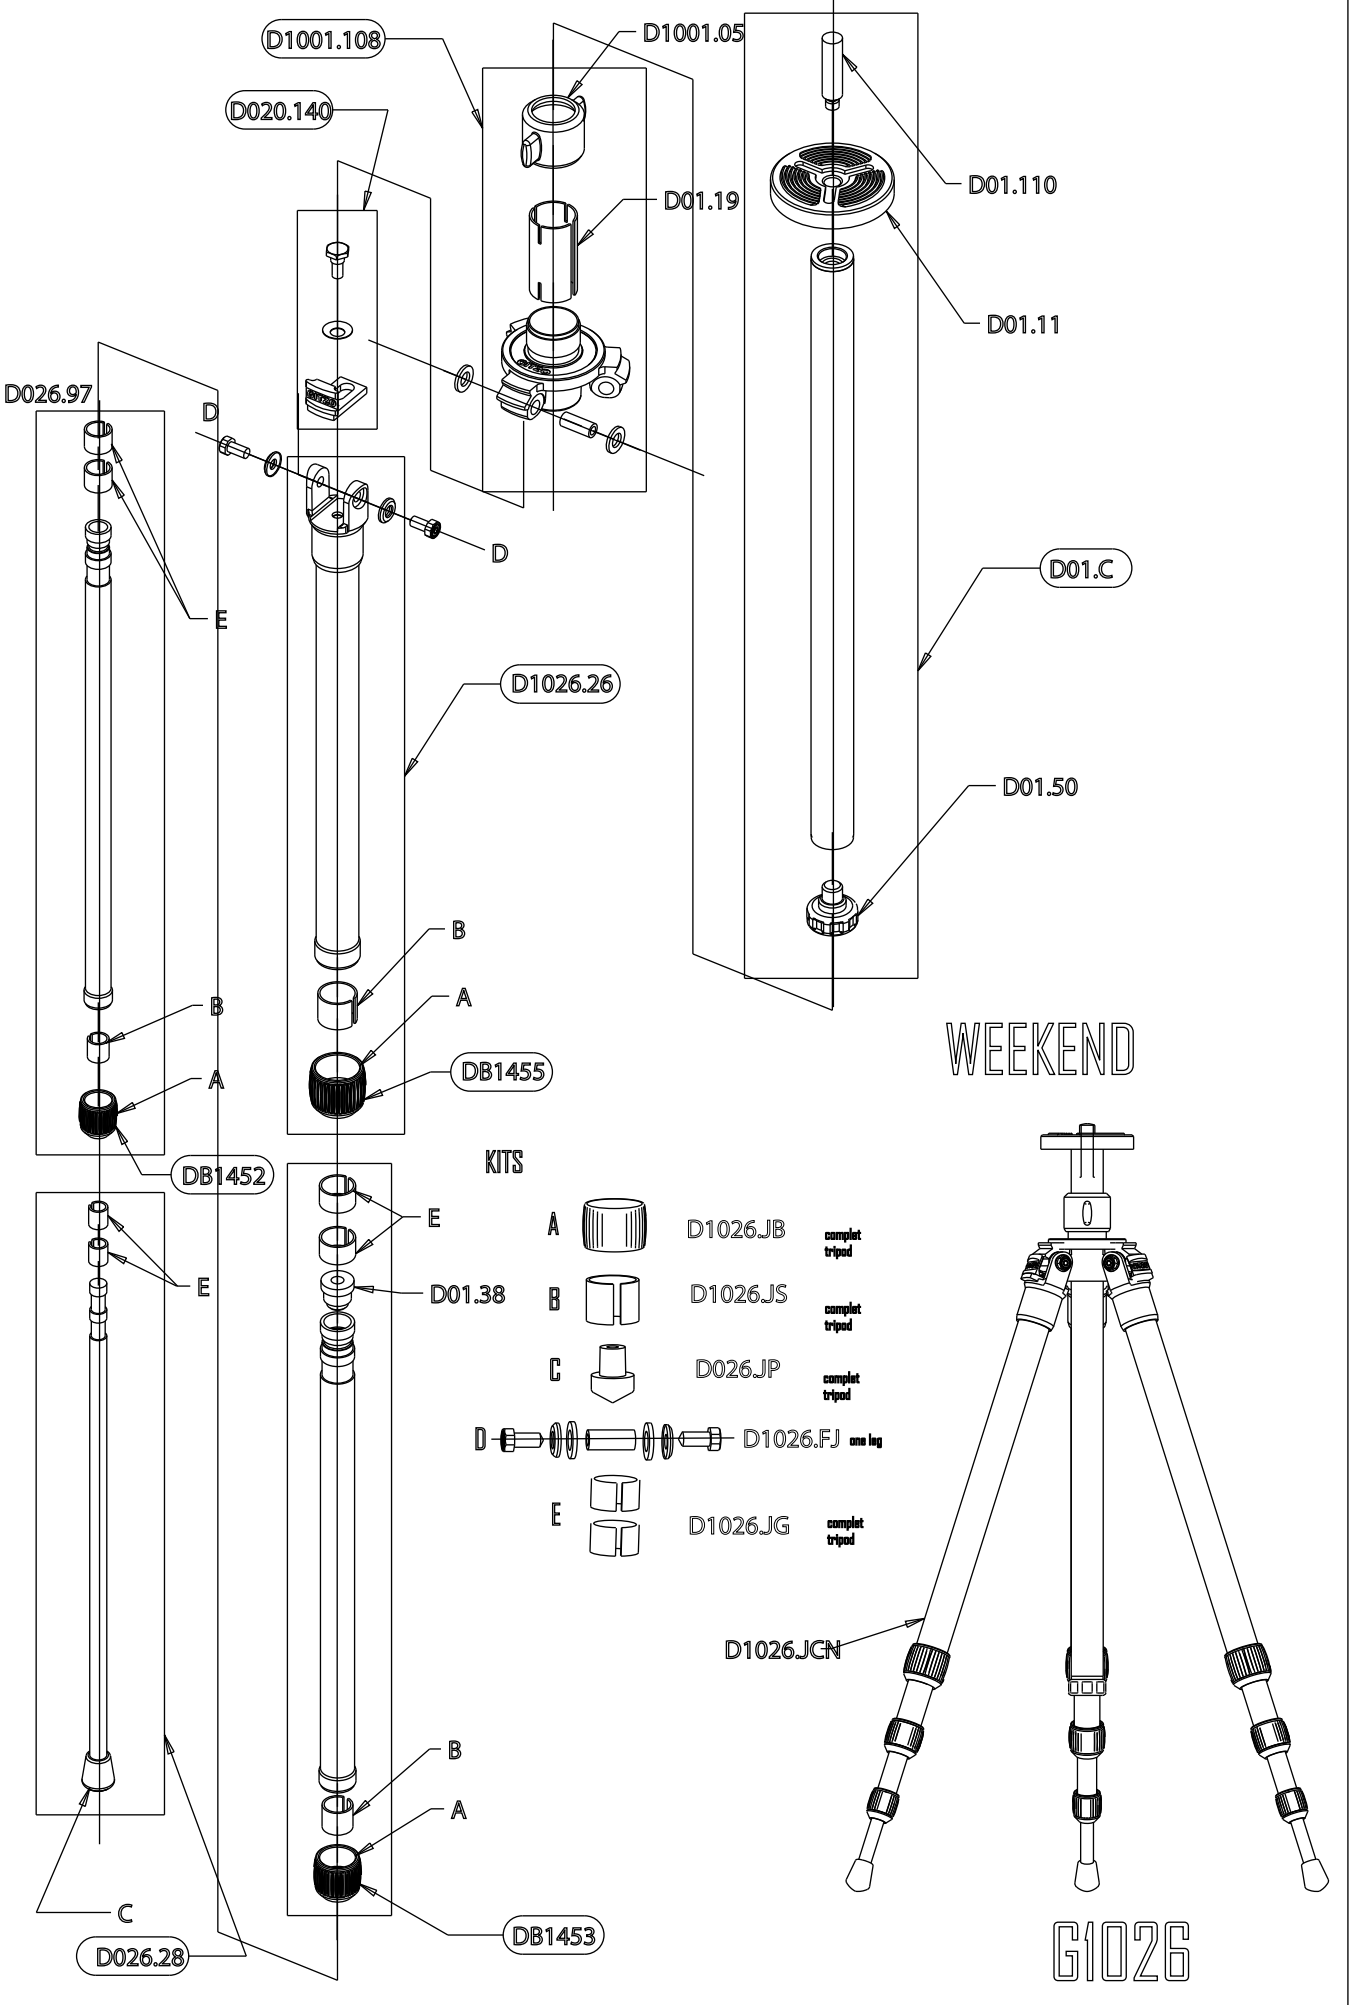 D1001.108
D1001.05
D020.140
D01.19
D01.110
D01.11
D026.97
D
GITZO
D
E
D01.C
D1026.26
D01.50
B
A
DB1455
B
A
DB1452
WEEKEND
KITS
E
E
D01.38
A D1026.JB complet
tripod
B D1026.JS complet
tripod
C D026.JP complet
tripod
D D1026.FJ one leg
E D1026.JG complet
tripod
D1026.JCN
B
A
C
D026.28
DB1453
G1026